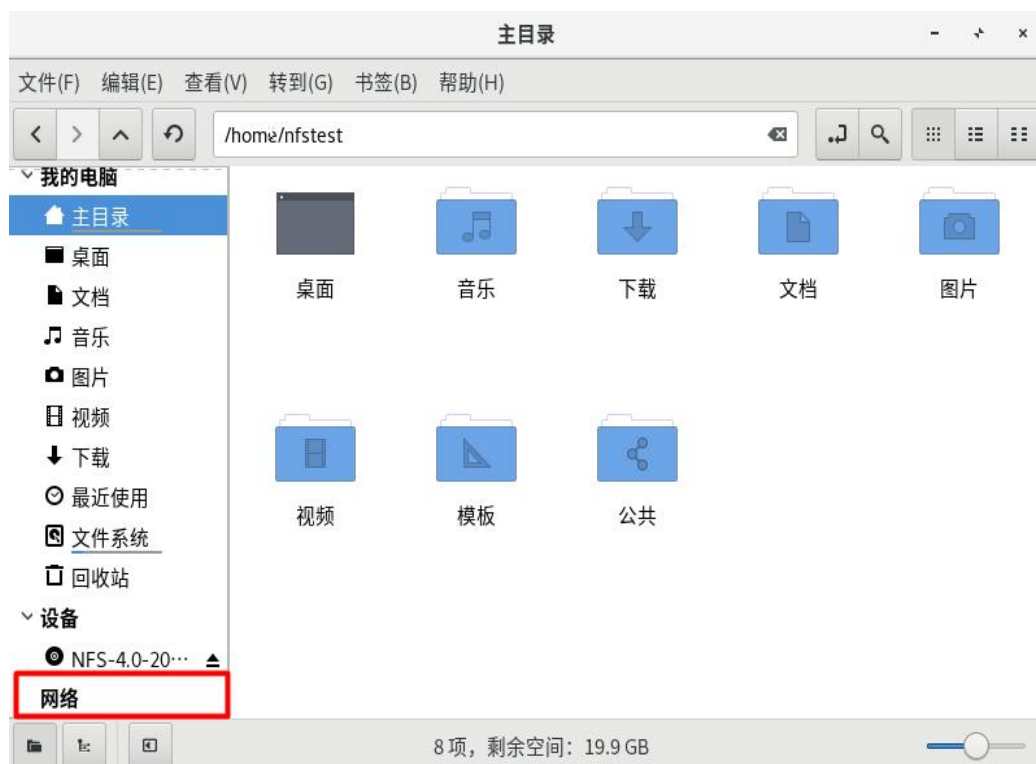 主目录
文件(F) 编辑(E) 查看(V) 转到(G) 书签(B) 帮助(H)
/home/nfstest
我的电脑
主目录
桌面
文档
音乐
图片
视频
下载
最近使用
文件系统
回收站
设备
NFS-4.0-20…
网络
桌面 音乐 下载 文档 图片
视频 模板 公共
8 项，剩余空间：19.9 GB